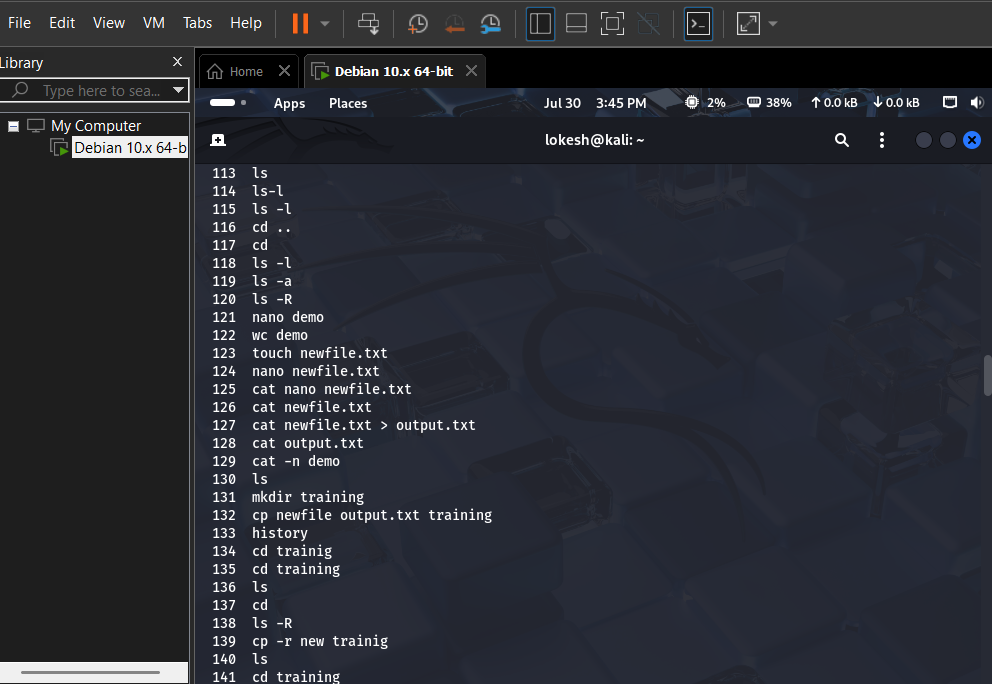 File Edit View VM Tabs Help
Library
Type here to sea...
My Computer
Debian 10.x 64-b
Home
Debian 10.x 64-bit
Apps Places Jul 30 3:45 PM 2% 38% 0.0 kB 0.0 kB
lokesh@kali: ~
113 ls
114 ls-l
115 ls -l
116 cd ..
117 cd
118 ls -l
119 ls -a
120 ls -R
121 nano demo
122 wc demo
123 touch newfile.txt
124 nano newfile.txt
125 cat nano newfile.txt
126 cat newfile.txt
127 cat newfile.txt > output.txt
128 cat output.txt
129 cat -n demo
130 ls
131 mkdir training
132 cp newfile output.txt training
133 history
134 cd trainig
135 cd training
136 ls
137 cd
138 ls -R
139 cp -r new trainig
140 ls
141 cd training